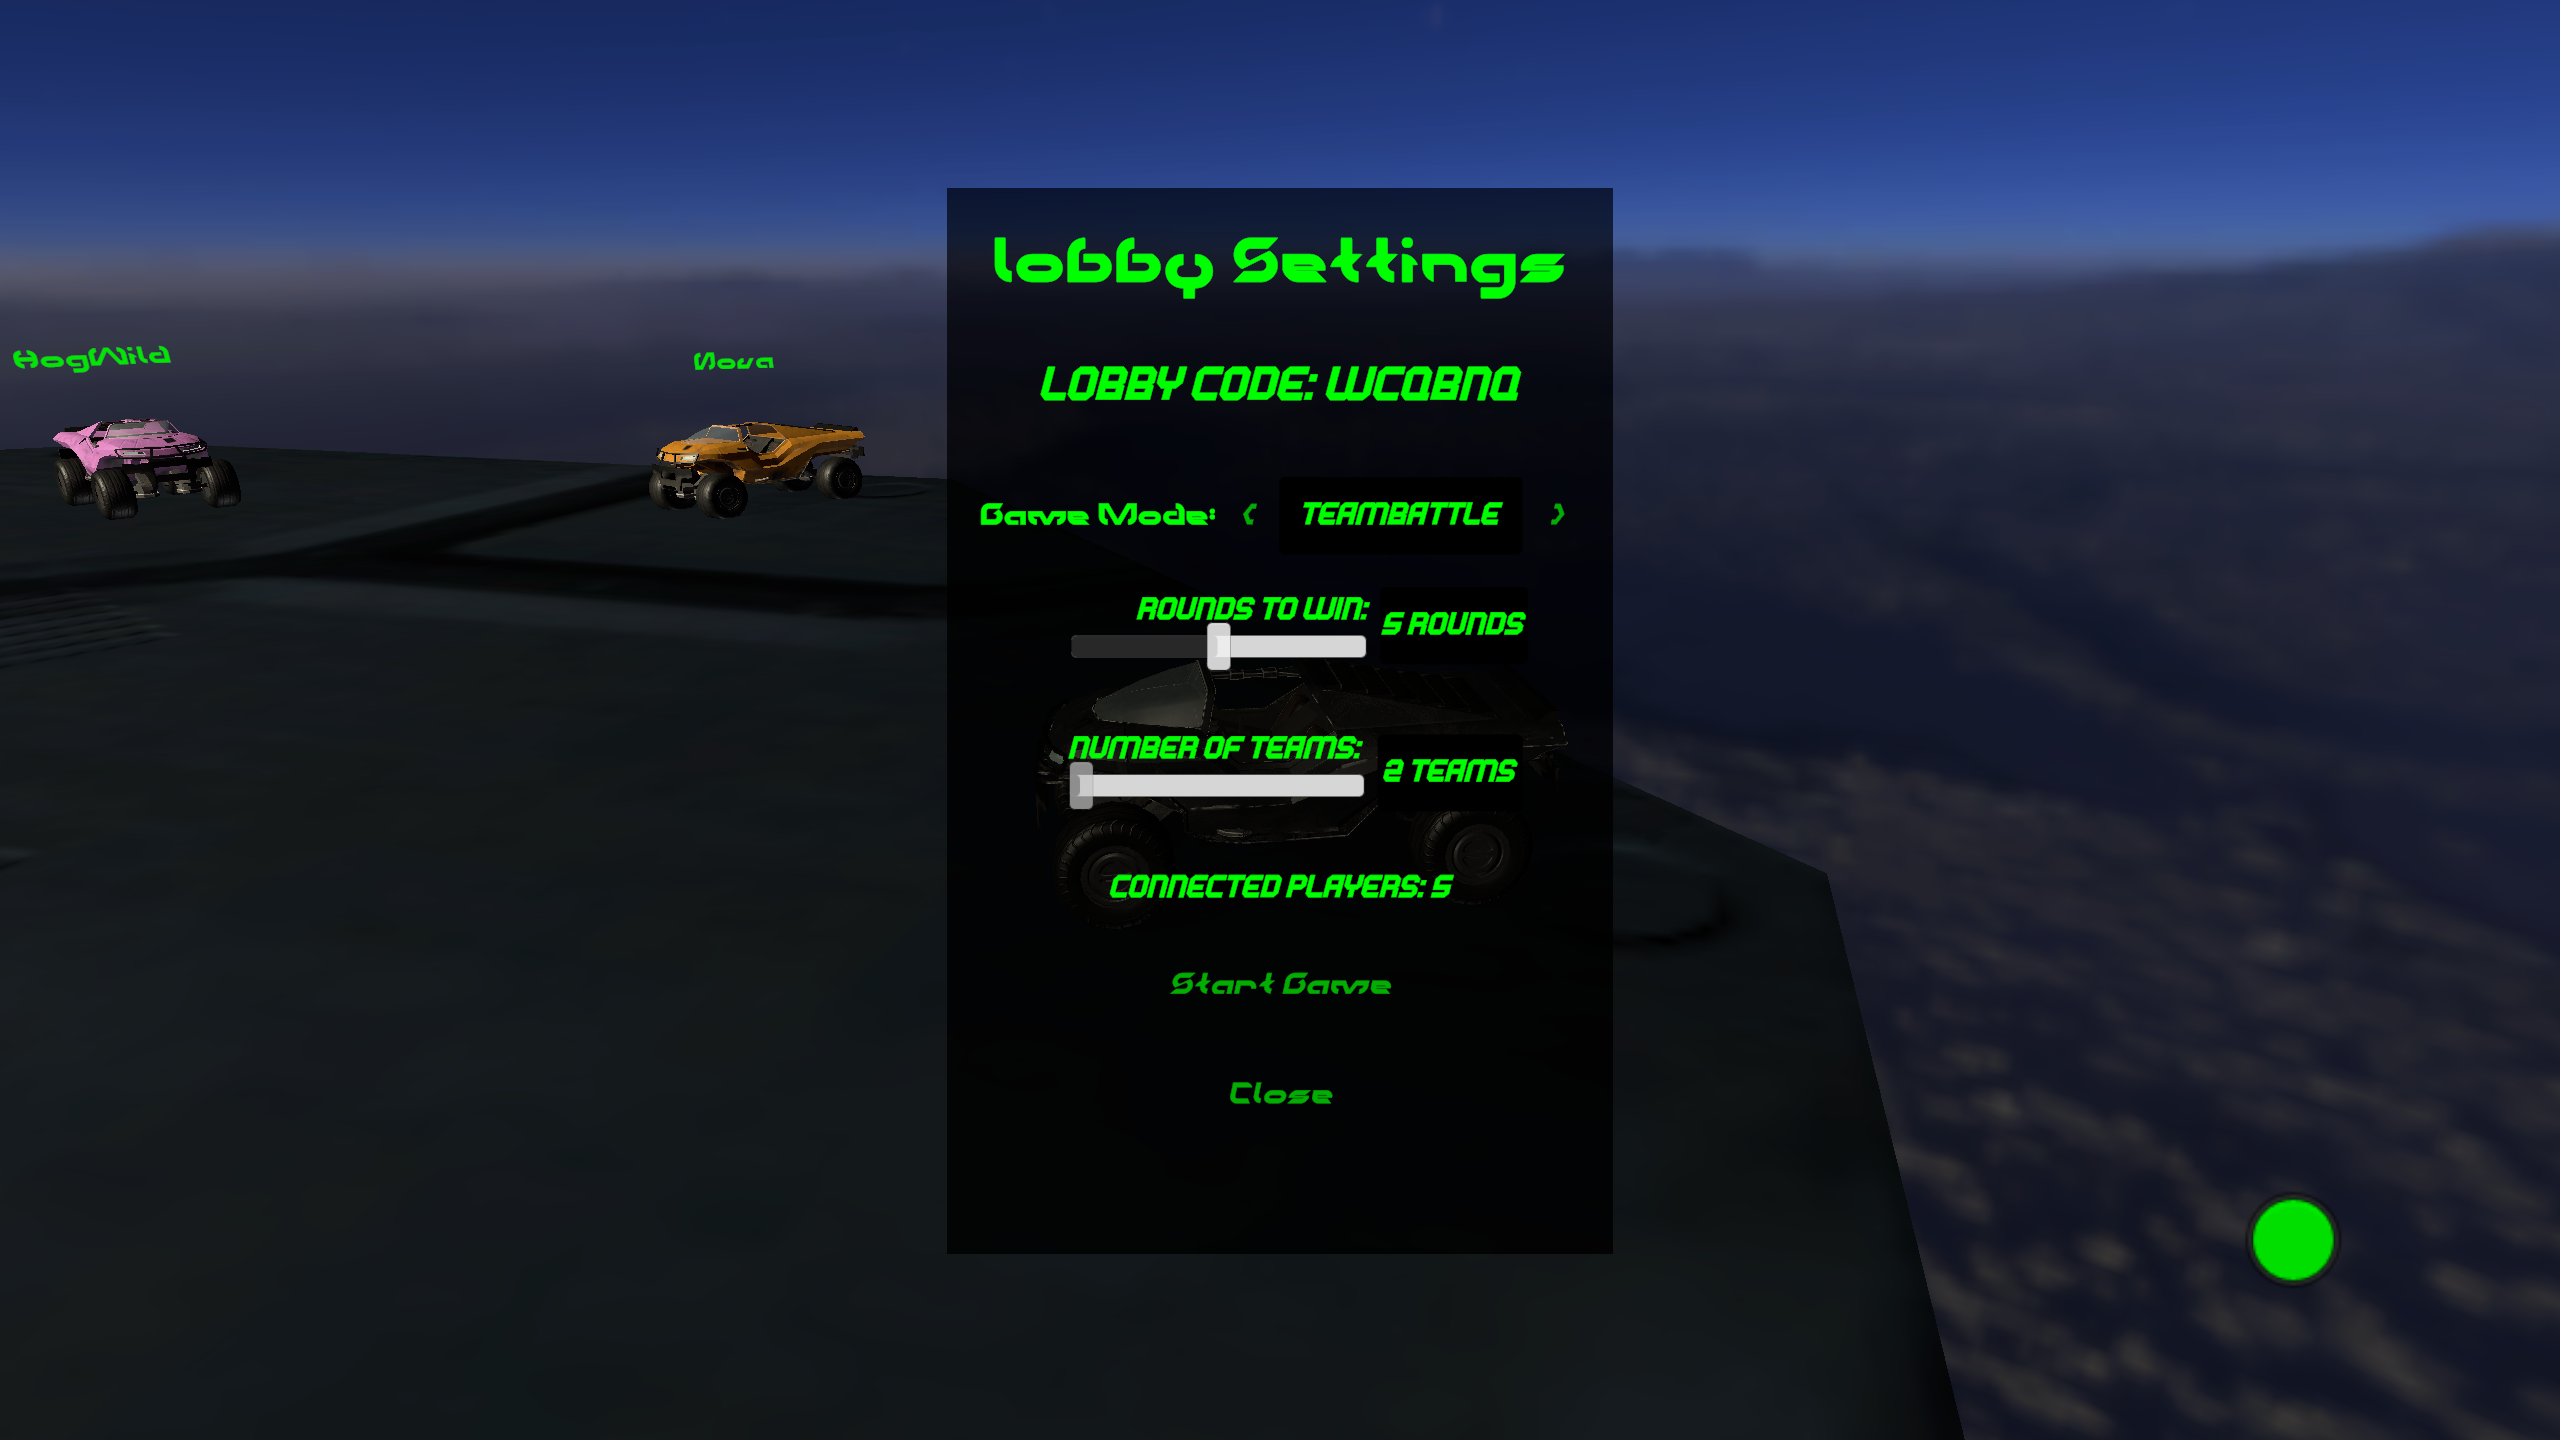 Lobby Settings
LOBBY CODE: WCQBNQ
HogWild
Nova
Game Mode: < TEAMBATTLE >
ROUNDS TO WIN: 5 ROUNDS
NUMBER OF TEAMS: 2 TEAMS
CONNECTED PLAYERS: 5
Start Game
Close